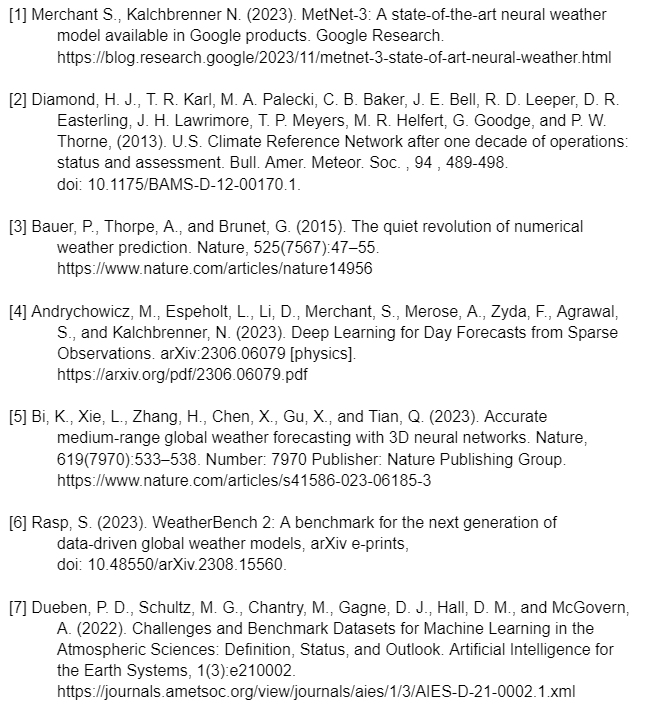 [1] Merchant S., Kalchbrenner N. (2023). MetNet-3: A state-of-the-art neural weather
model available in Google products. Google Research.
https://blog.research.google/2023/11/metnet-3-state-of-art-neural-weather.html
[2] Diamond, H. J., T. R. Karl, M. A. Palecki, C. B. Baker, J. E. Bell, R. D. Leeper, D. R.
Easterling, J. H. Lawrimore, T. P. Meyers, M. R. Helfert, G. Goodge, and P. W.
Thorne, (2013). U.S. Climate Reference Network after one decade of operations:
status and assessment. Bull. Amer. Meteor. Soc. , 94 , 489-498.
doi: 10.1175/BAMS-D-12-00170.1.
[3] Bauer, P., Thorpe, A., and Brunet, G. (2015). The quiet revolution of numerical
weather prediction. Nature, 525(7567):47–55.
https://www.nature.com/articles/nature14956
[4] Andrychowicz, M., Espeholt, L., Li, D., Merchant, S., Merose, A., Zyda, F., Agrawal,
S., and Kalchbrenner, N. (2023). Deep Learning for Day Forecasts from Sparse
Observations. arXiv:2306.06079 [physics].
https://arxiv.org/pdf/2306.06079.pdf
[5] Bi, K., Xie, L., Zhang, H., Chen, X., Gu, X., and Tian, Q. (2023). Accurate
medium-range global weather forecasting with 3D neural networks. Nature,
619(7970):533–538. Number: 7970 Publisher: Nature Publishing Group.
https://www.nature.com/articles/s41586-023-06185-3
[6] Rasp, S. (2023). WeatherBench 2: A benchmark for the next generation of
data-driven global weather models, arXiv e-prints,
doi: 10.48550/arXiv.2308.15560.
[7] Dueben, P. D., Schultz, M. G., Chantry, M., Gagne, D. J., Hall, D. M., and McGovern,
A. (2022). Challenges and Benchmark Datasets for Machine Learning in the
Atmospheric Sciences: Definition, Status, and Outlook. Artificial Intelligence for
the Earth Systems, 1(3):e210002.
https://journals.ametsoc.org/view/journals/aies/1/3/AIES-D-21-0002.1.xml